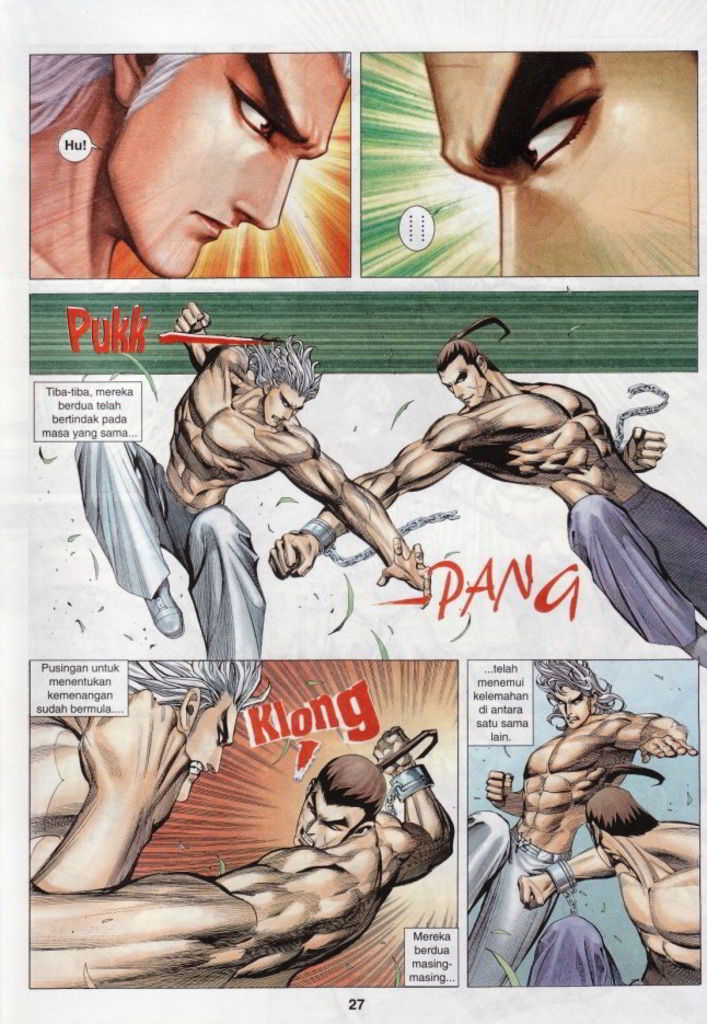 Hu!
Pukk
Tiba-tiba, mereka
berdua telah
bertindak pada
masa yang sama...
PANG
Pusingan untuk
menentukan
kemenangan
sudah bermula....
Klong
Mereka
berdua
masing-
masing...
...telah
menemui
kelemahan
di antara
satu sama
lain.
27